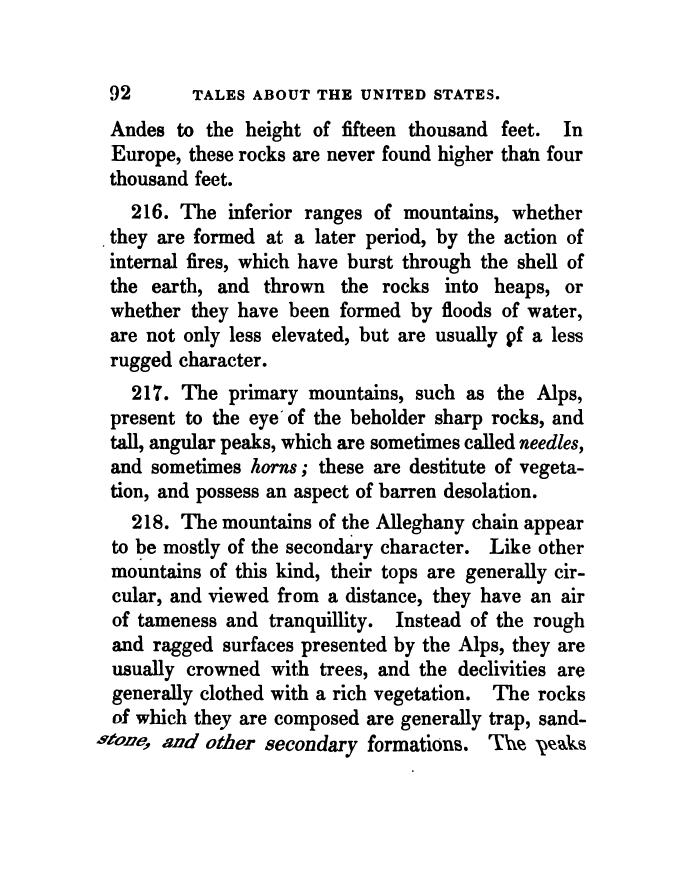 92 TALES ABOUT THE UNITED STATES.
Andes to the height of fifteen thousand feet. In
Europe, these rocks are never found higher than four
thousand feet.
216. The inferior ranges of mountains, whether
they are formed at a later period, by the action of
internal fires, which have burst through the shell of
the earth, and thrown the rocks into heaps, or
whether they have been formed by floods of water,
are not only less elevated, but are usually of a less
rugged character.
217. The primary mountains, such as the Alps,
present to the eye of the beholder sharp rocks, and
tall, angular peaks, which are sometimes called needles,
and sometimes horns; these are destitute of vegeta-
tion, and possess an aspect of barren desolation.
218. The mountains of the Alleghany chain appear
to be mostly of the secondary character. Like other
mountains of this kind, their tops are generally cir-
cular, and viewed from a distance, they have an air
of tameness and tranquillity. Instead of the rough
and ragged surfaces presented by the Alps, they are
usually crowned with trees, and the declivities are
generally clothed with a rich vegetation. The rocks
of which they are composed are generally trap, sand-
stone, and other secondary formations. The peaks